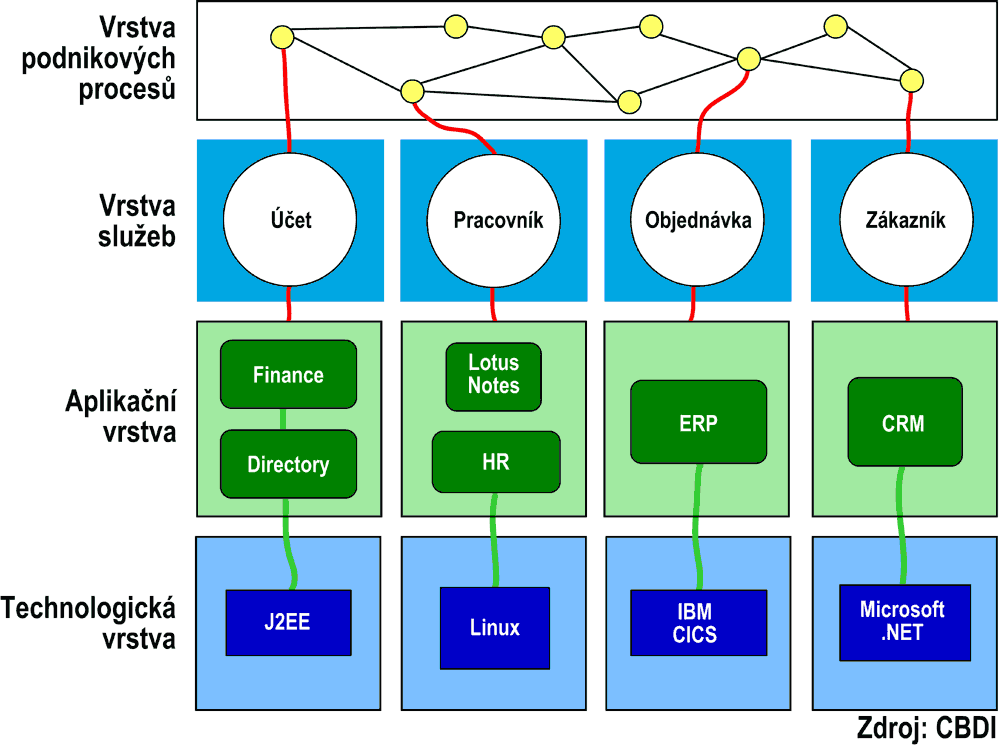 Vrstva
podnikových
procesů
Vrstva
služeb
Účet
Pracovník
Objednávka
Zákazník
Aplikační
vrstva
Finance
Directory
Lotus
Notes
HR
ERP
CRM
Technologická
vrstva
J2EE
Linux
IBM
CICS
Microsoft
.NET
Zdroj: CBDI